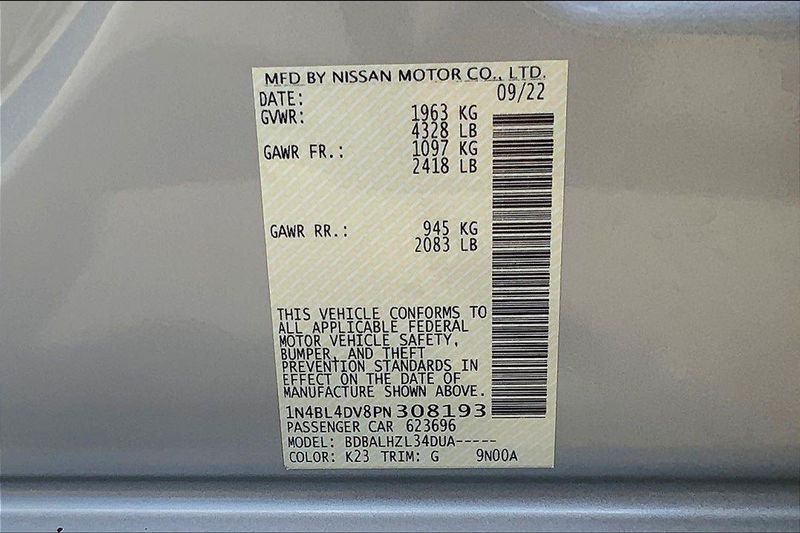 MFD BY NISSAN MOTOR CO., LTD.
DATE: 09/22
GVWR: 1963 KG
4328 LB
GAWR FR.: 1097 KG
2418 LB
GAWR RR.: 945 KG
2083 LB
THIS VEHICLE CONFORMS TO
ALL APPLICABLE FEDERAL
MOTOR VEHICLE SAFETY,
BUMPER, AND THEFT
PREVENTION STANDARDS IN
EFFECT ON THE DATE OF
MANUFACTURE SHOWN ABOVE.
1N4BL4DV8PN308193
PASSENGER CAR 623696
MODEL: BDBALHZL34DUA-----
COLOR: K23 TRIM: G 9N00A